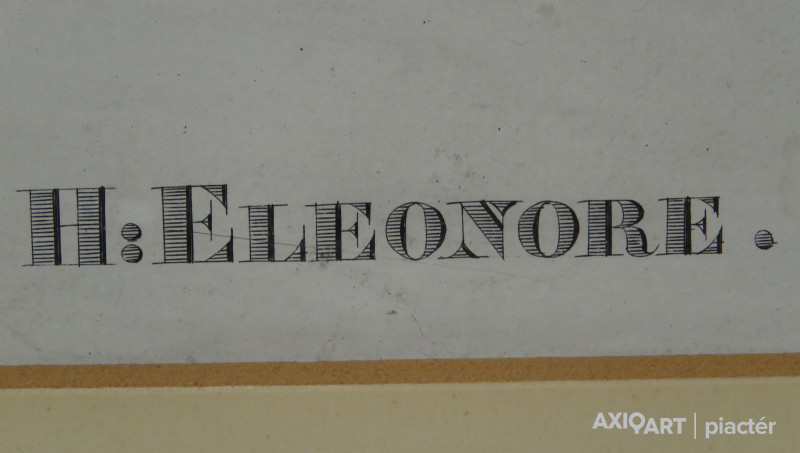 H: ELEONORE.
AXIOART | piactér